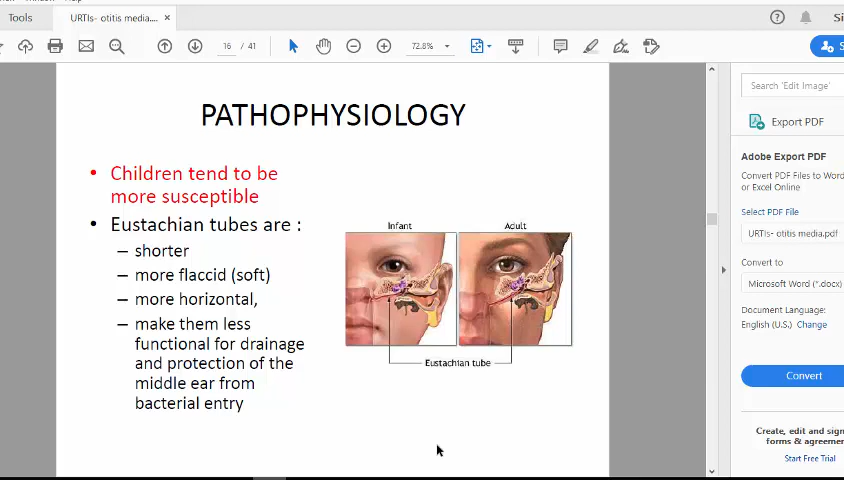 Tools
URTIs- otitis media.... ×
16 / 41
72.8%
PATHOPHYSIOLOGY
• Children tend to be
more susceptible
• Eustachian tubes are :
– shorter
– more flaccid (soft)
– more horizontal,
– make them less
functional for drainage
and protection of the
middle ear from
bacterial entry
Infant
Adult
Eustachian tube
Search 'Edit Image'
Export PDF
Adobe Export PDF
Convert PDF Files to Word
or Excel Online
Select PDF File
URTIs- otitis media.pdf
Convert to
Microsoft Word (*.docx)
Document Language:
English (U.S.) Change
Convert
Create, edit and sign
forms & agreemen
Start Free Trial